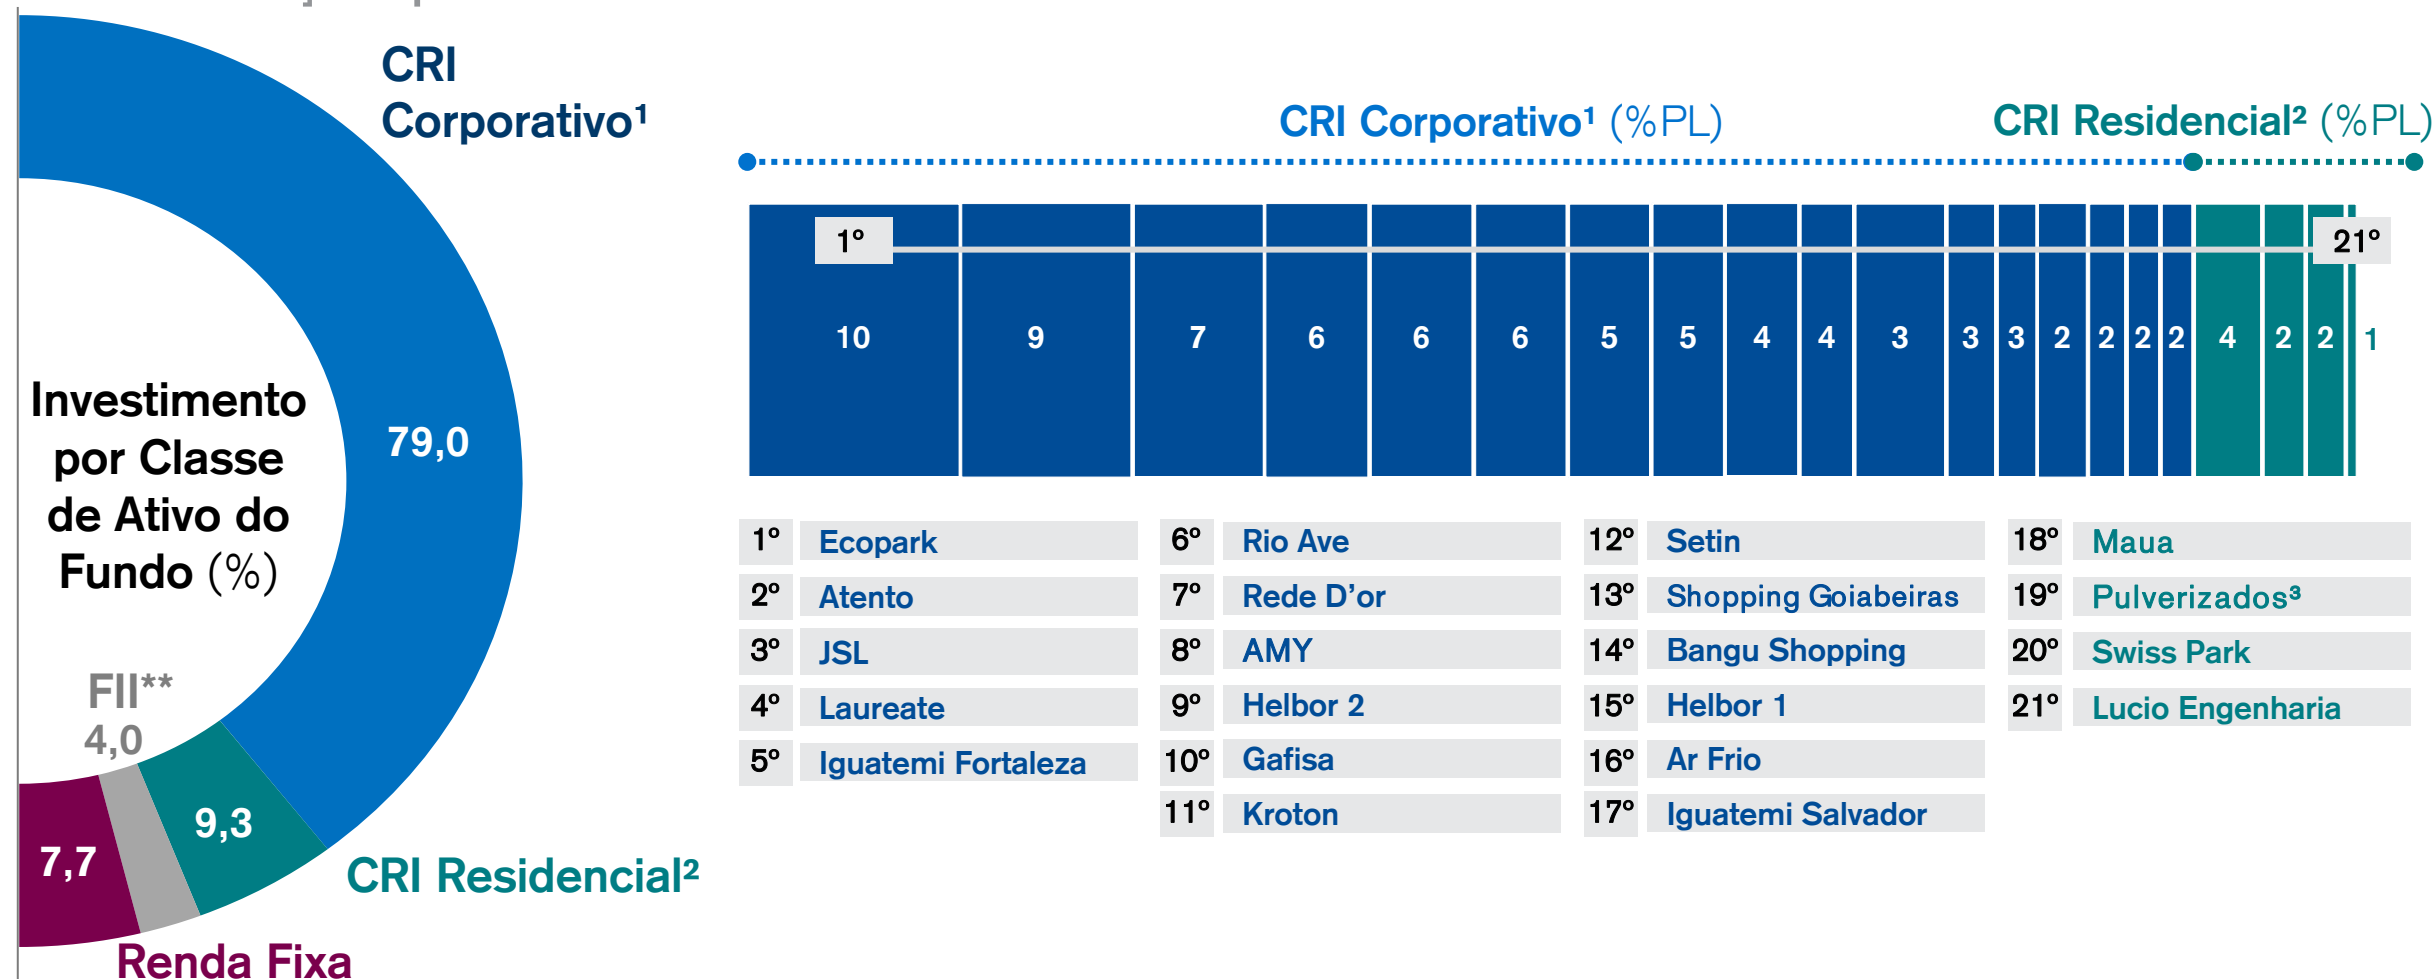 CRI
Corporativo¹
79,0
Investimento
por Classe
de Ativo do
Fundo (%)
FII**
4,0
9,3
7,7
CRI Residencial²
Renda Fixa
CRI Corporativo¹ (%PL)
CRI Residencial² (%PL)
1º
21º
10 9 7 6 6 6 5 5 4 4 3 3 3 2 2 2 2 4 2 2 1
1º Ecopark
2º Atento
3º JSL
4º Laureate
5º Iguatemi Fortaleza
6º Rio Ave
7º Rede D’or
8º AMY
9º Helbor 2
10º Gafisa
11º Kroton
12º Setin
13º Shopping Goiabeiras
14º Bangu Shopping
15º Helbor 1
16º Ar Frio
17º Iguatemi Salvador
18º Maua
19º Pulverizados³
20º Swiss Park
21º Lucio Engenharia